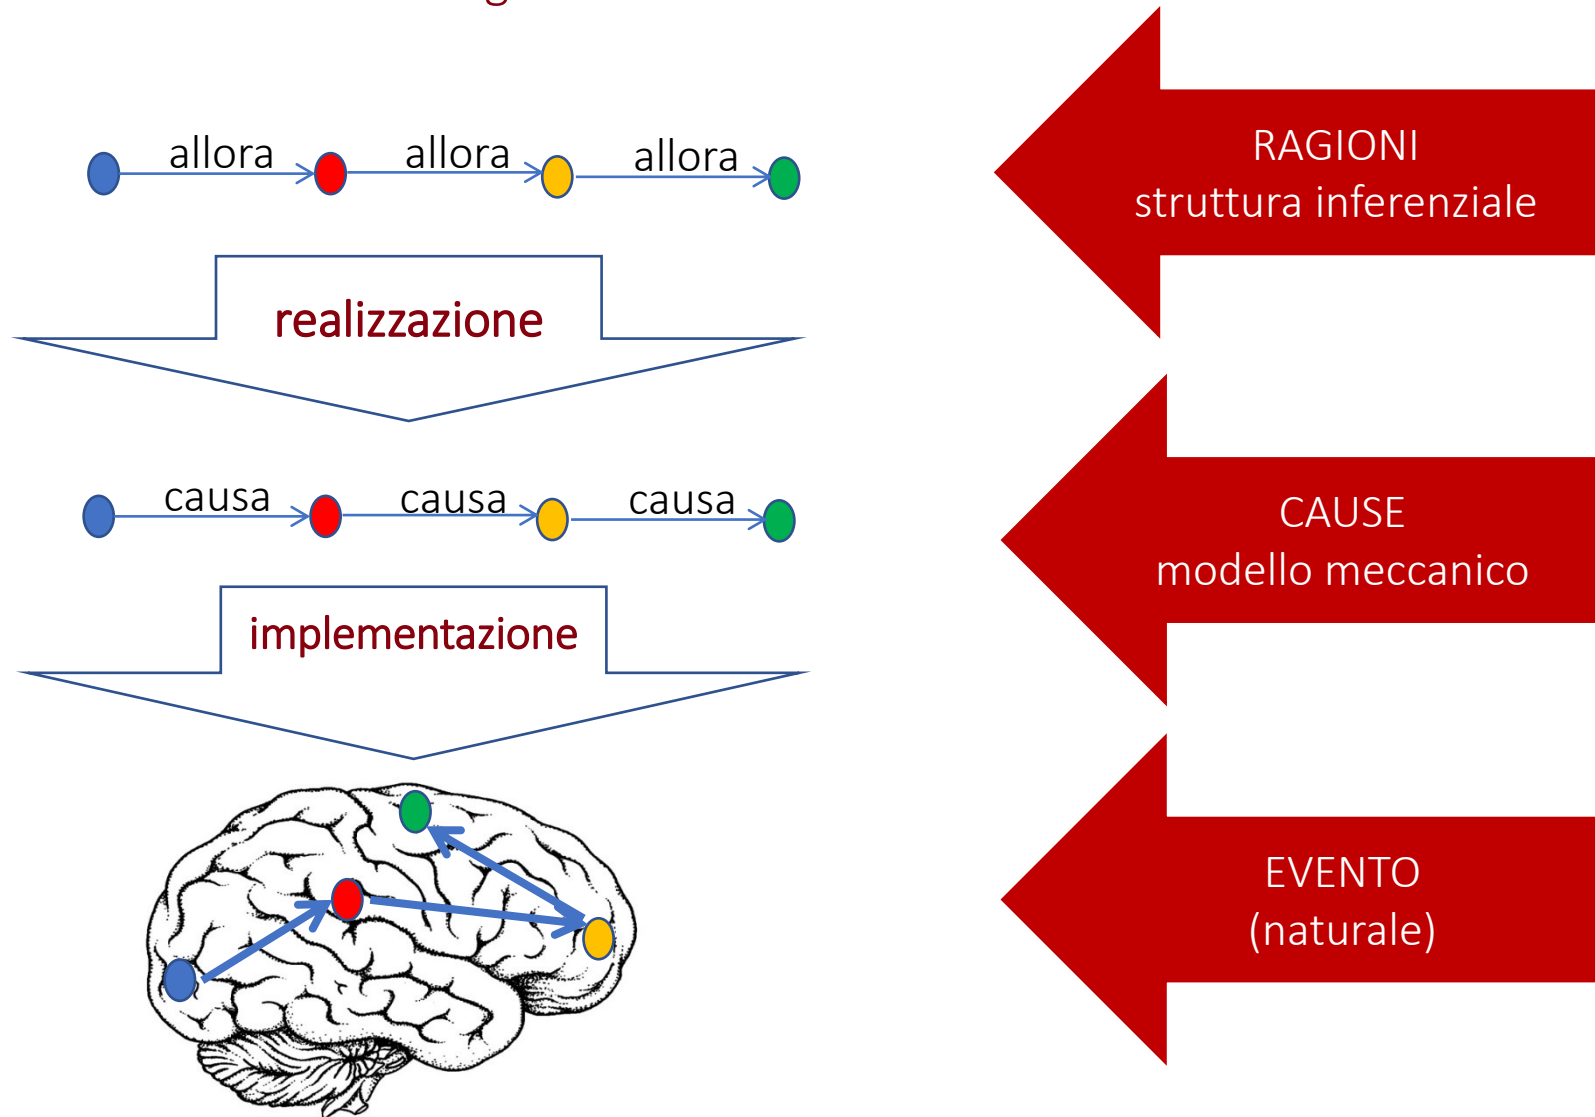 allora allora allora
RAGIONI
struttura inferenziale
realizzazione
causa causa causa
CAUSE
modello meccanico
implementazione
EVENTO
(naturale)